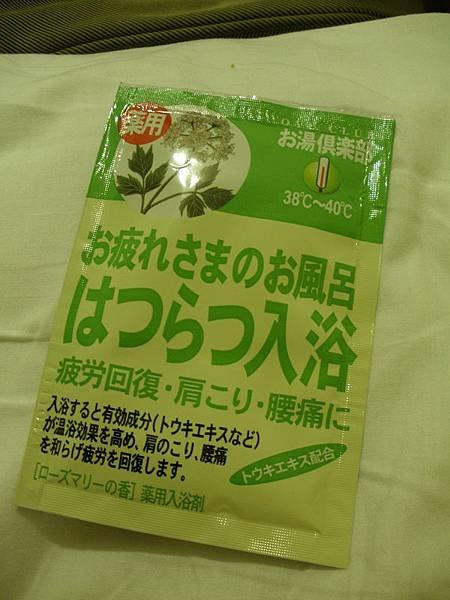 薬用
お湯倶楽部
38℃〜40℃
お疲れさまのお風呂
はつらつ入浴
疲労回復・肩こり・腰痛に
入浴すると有効成分(トウキエキスなど)
が温浴効果を高め、肩のこり、腰痛
を和らげ疲労を回復します。
トウキエキス配合
[ローズマリーの香]薬用入浴剤